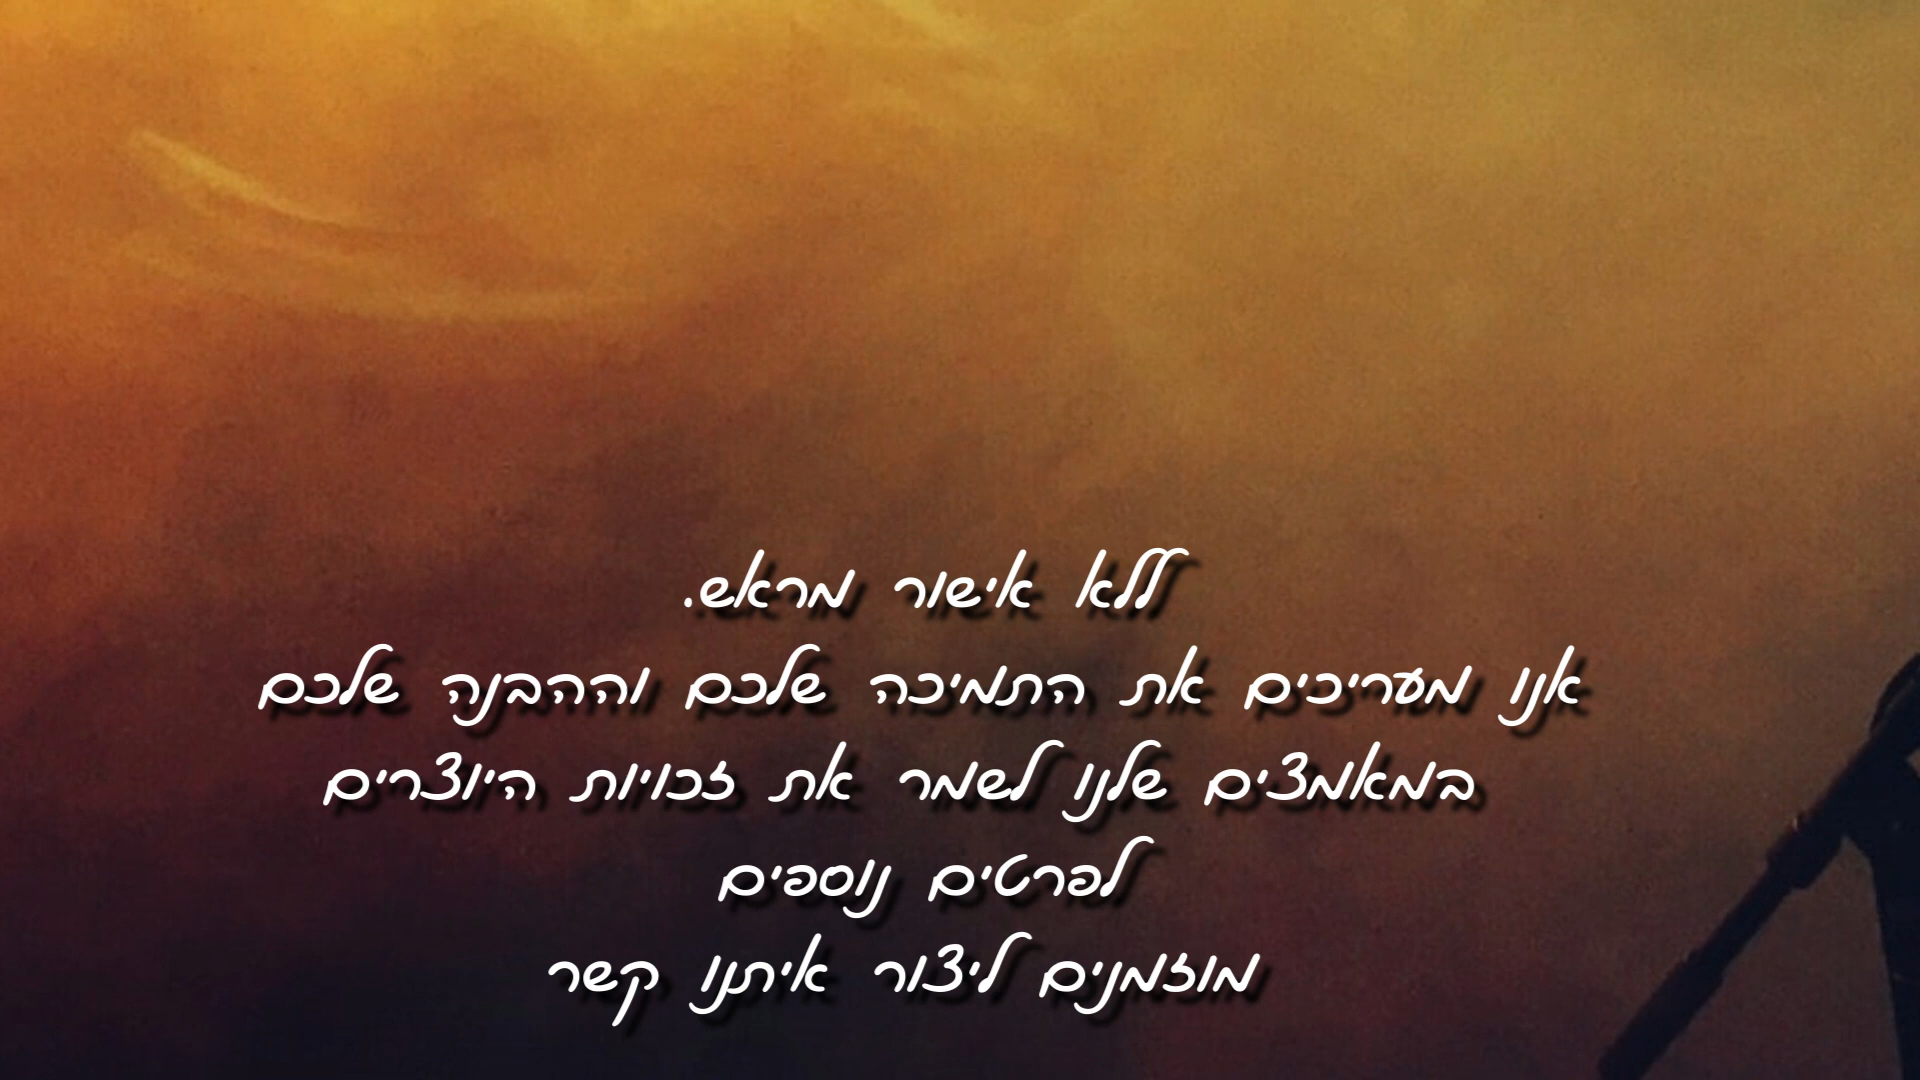 ללא אישור מראש.
אנו מעריכים את התמיכה שלכם וההבנה שלכם
במאמצים שלנו לשמר את זכויות היוצרים
לפרטים נוספים
מוזמנים ליצור איתנו קשר